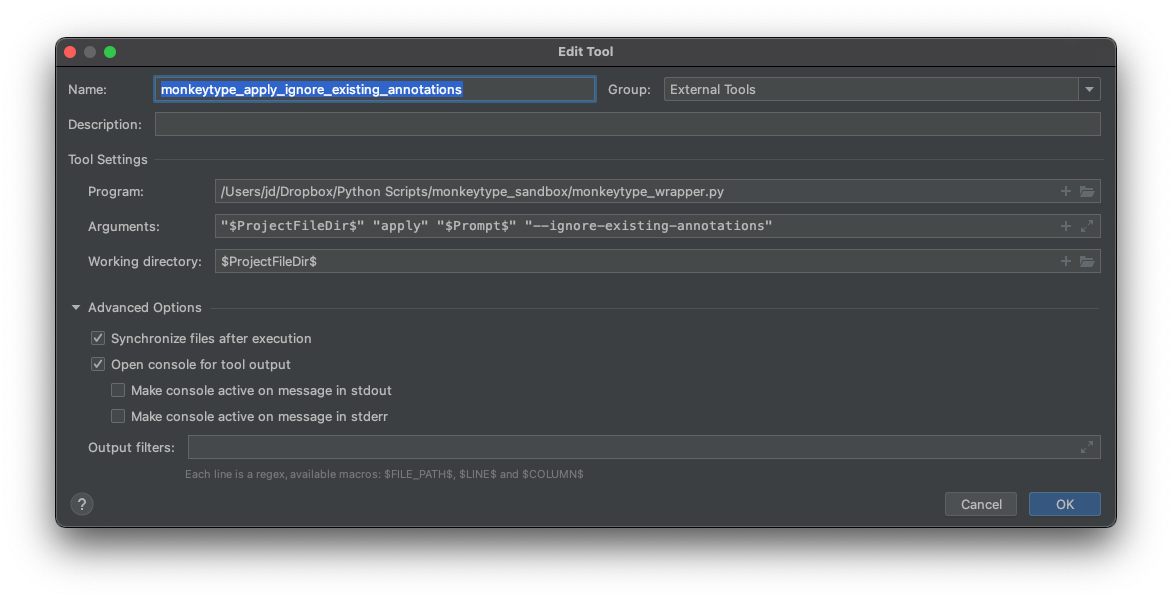 Edit Tool
Name: monkeytype_apply_ignore_existing_annotations Group: External Tools
Description:
Tool Settings
Program: /Users/jd/Dropbox/Python Scripts/monkeytype_sandbox/monkeytype_wrapper.py
Arguments: "$ProjectFileDir$" "apply" "$Prompt$" "--ignore-existing-annotations"
Working directory: $ProjectFileDir$
Advanced Options
Synchronize files after execution
Open console for tool output
Make console active on message in stdout
Make console active on message in stderr
Output filters:
Each line is a regex, available macros: $FILE_PATH$, $LINE$ and $COLUMN$
? Cancel OK